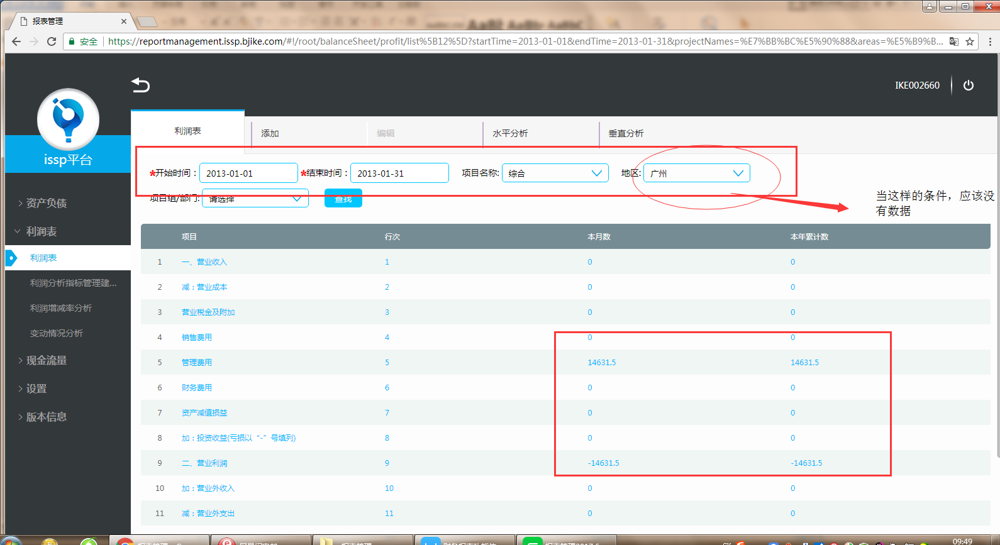 报表管理
安全 https://reportmanagement.issp.bjike.com/#!/root/balanceSheet/profit/list%5B12%5D?startTime=2013-01-01&endTime=2013-01-31&projectNames=%E7%BB%BC%E5%90%88&areas=%E5%B9%B...
IKE002660
issp平台
利润表 添加 编辑 水平分析 垂直分析
*开始时间： 2013-01-01 *结束时间： 2013-01-31 项目名称: 综合 地区: 广州
项目组/部门: 请选择 查找
当这样的条件，应该没
有数据
资产负债
利润表
利润表
利润分析指标管理建...
利润增减率分析
变动情况分析
现金流量
设置
版本信息
项目 行次 本月数 本年累计数
1 一、营业收入 1 0 0
2 减：营业成本 2 0 0
3 营业税金及附加 3 0 0
4 销售费用 4 0 0
5 管理费用 5 14631.5 14631.5
6 财务费用 6 0 0
7 资产减值损益 7 0 0
8 加：投资收益(亏损以“-”号填列) 8 0 0
9 二、营业利润 9 -14631.5 -14631.5
10 加：营业外收入 10 0 0
11 减：营业外支出 11 0 0
09:49